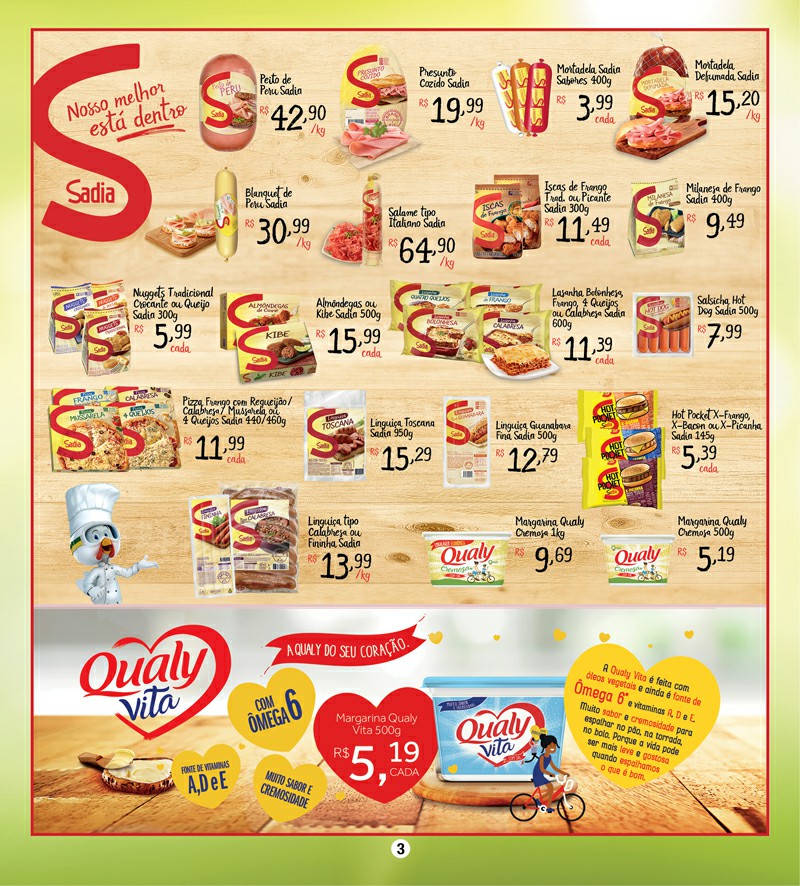 Nosso melhor
está dentro
Sadia
Peito de
Peru Sadia
R$ 42,90
/kg
Presunto
Cozido Sadia
R$ 19,99
/kg
Mortadela Sadia
Sabores 400g
R$ 3,99
cada
Mortadela
Defumada Sadia
R$ 15,20
/kg
Blanquet de
Peru Sadia
R$ 30,99
/kg
Salame tipo
Italiano Sadia
R$ 64,90
/kg
Iscas de Frango
Trad. ou Picante
Sadia 300g
R$ 11,49
cada
Milanesa de Frango
Sadia 400g
R$ 9,49
Nuggets Tradicional
Crocante ou Queijo
Sadia 300g
R$ 5,99
cada
Almôndegas ou
Kibe Sadia 500g
R$ 15,99
cada
Lasanha Bolonhesa,
Frango, 4 Queijos
ou Calabresa Sadia
600g
R$ 11,39
cada
Salsicha Hot
Dog Sadia 500g
R$ 7,99
Pizza Frango com Requeijão/
Calabresa/ Mussarela ou
4 Queijos Sadia 440/460g
R$ 11,99
cada
Linguiça Toscana
Sadia 950g
R$ 15,29
Linguiça Guanabara
Fina Sadia 500g
R$ 12,79
Hot Pocket X-Frango,
X-Bacon ou X-Picanha
Sadia 145g
R$ 5,39
cada
Linguiça tipo
Calabresa ou
Fininha Sadia
R$ 13,99
/kg
Margarina Qualy
Cremosa 1kg
R$ 9,69
Margarina Qualy
Cremosa 500g
R$ 5,19
Qualy
Vita
A QUALY DO SEU CORAÇÃO.
COM
ÔMEGA 6
FONTE DE VITAMINAS
A, D e E
MUITO SABOR E
CREMOSIDADE
Margarina Qualy
Vita 500g
R$ 5,19
CADA
Qualy
Vita
A Qualy Vita é feita com
óleos vegetais e ainda é fonte de
Ômega 6* e vitaminas A, D e E.
Muito sabor e cremosidade para
espalhar no pão, na torrada,
no bolo. Porque a vida pode
ser mais leve e gostosa
quando espalhamos
o que é bom.
3